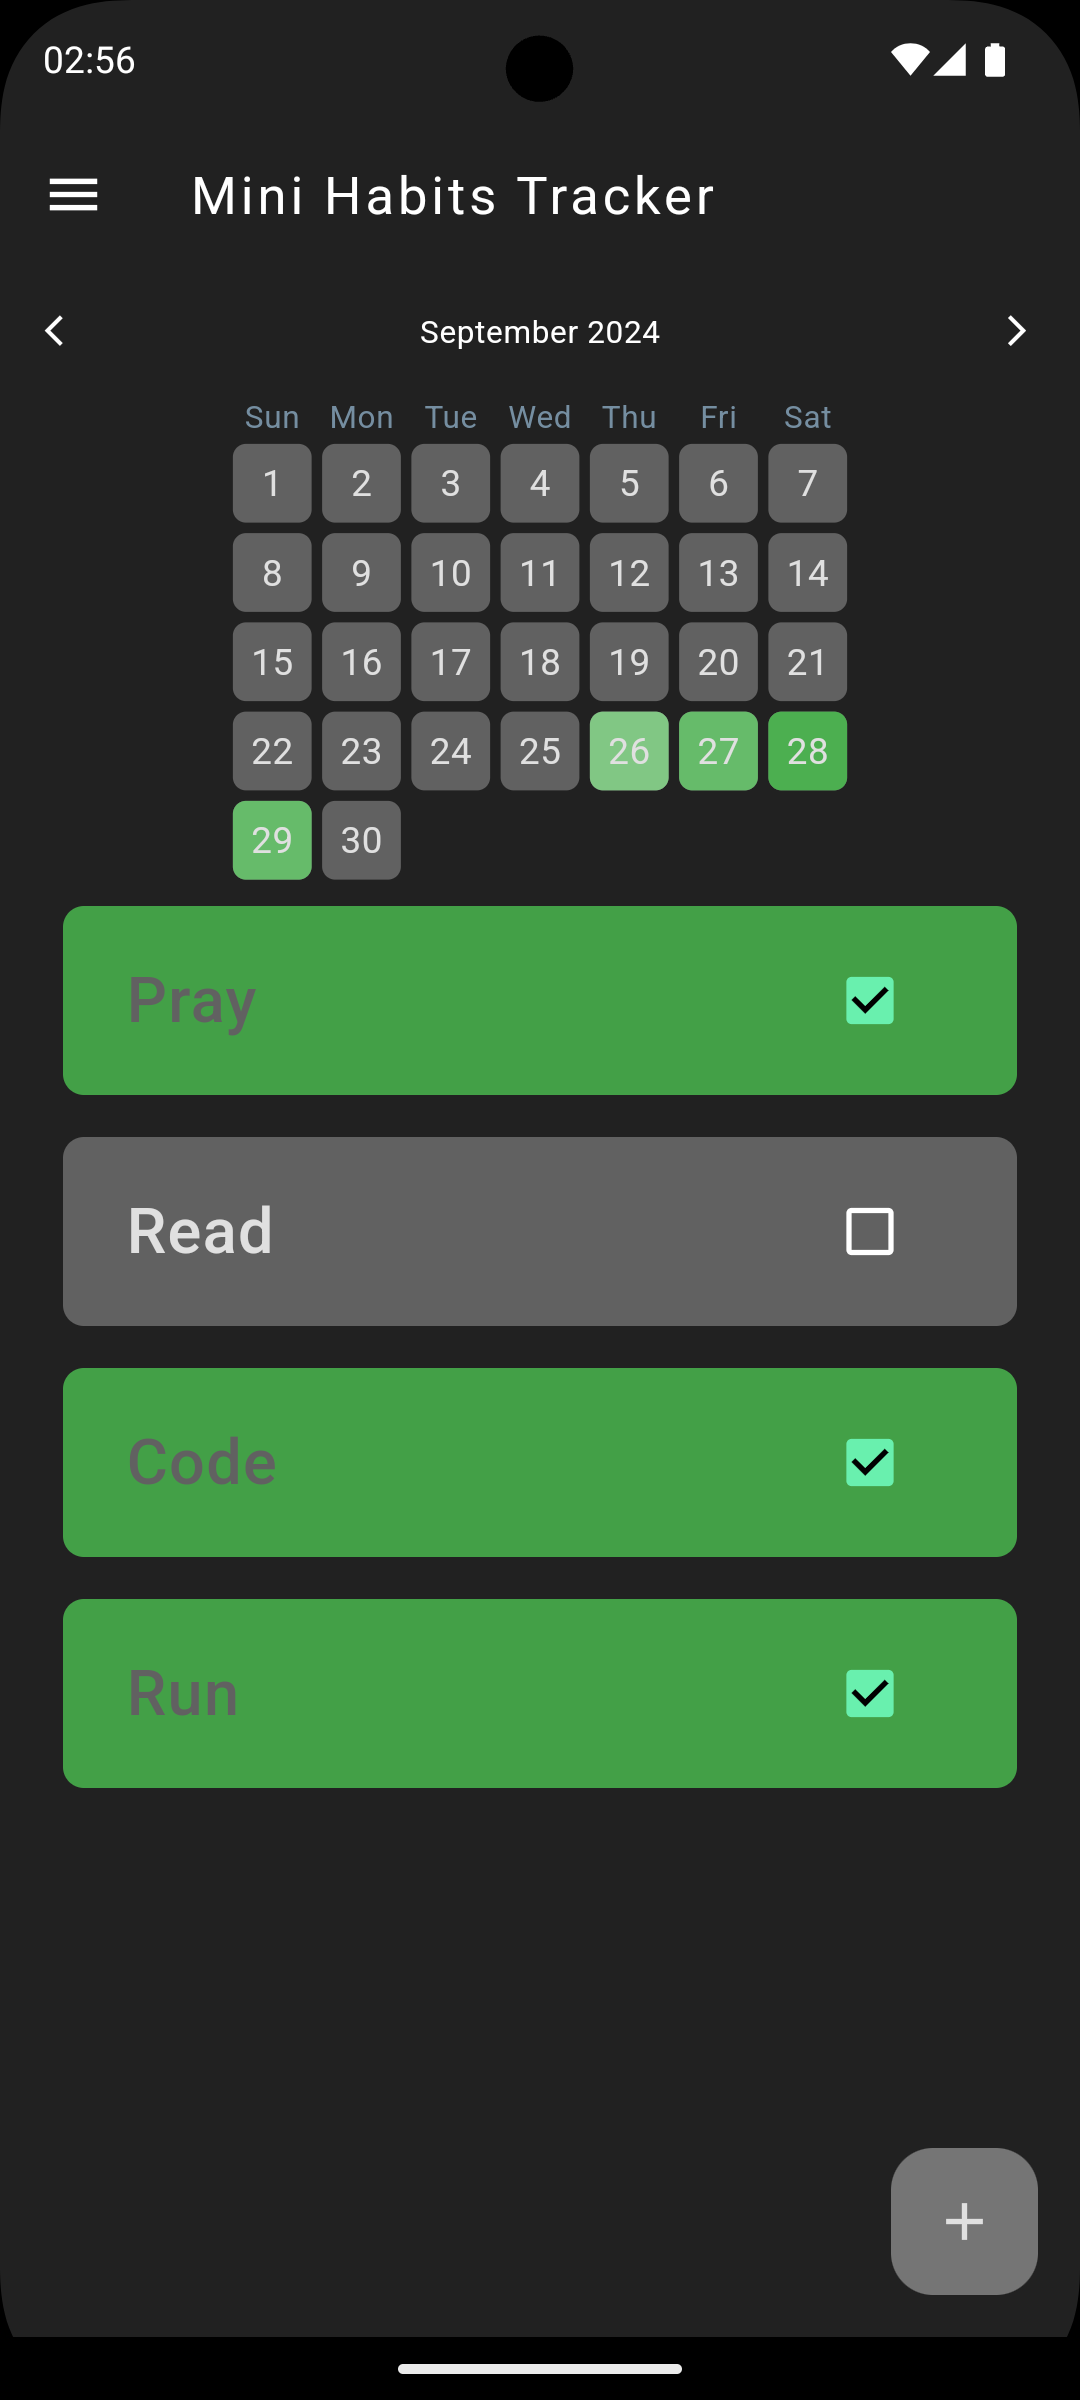 02:56
Mini Habits Tracker
September 2024
Sun Mon Tue Wed Thu Fri Sat
1 2 3 4 5 6 7
8 9 10 11 12 13 14
15 16 17 18 19 20 21
22 23 24 25 26 27 28
29 30
Pray
Read
Code
Run